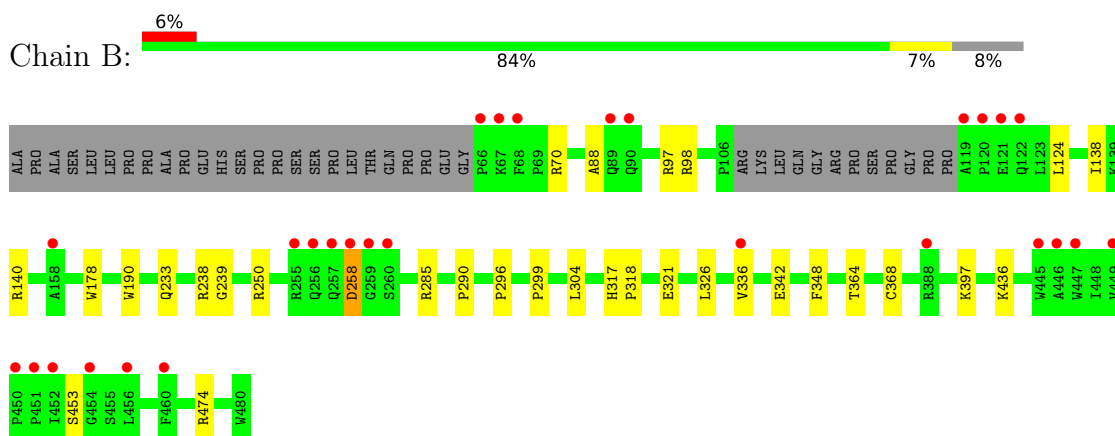 6%
Chain B:
84% 7% 8%
ALA PRO ALA SER LEU LEU PRO PRO ALA PRO GLU HIS SER PRO PRO SER SER PRO LEU THR GLN PRO PRO GLU GLY P66 K67 F68 P69 R70 A88 Q89 Q90 R97 R98 P106 ARG LYS LEU GLN GLY ARG PRO SER PRO GLY PRO PRO A119 P120 E121 Q122 L123 L124 I138 K139
R140 A158 W178 W190 Q233 R238 G239 R250 R255 Q256 Q257 D258 G259 S260 R285 P290 P296 P299 L304 H317 P318 E321 L326 V336 E342 F348 T364 C368 R388 K397 K436 W445 A446 W447 I448
P450 P451 I452 S453 G454 S455 L456 F460 R474 W480